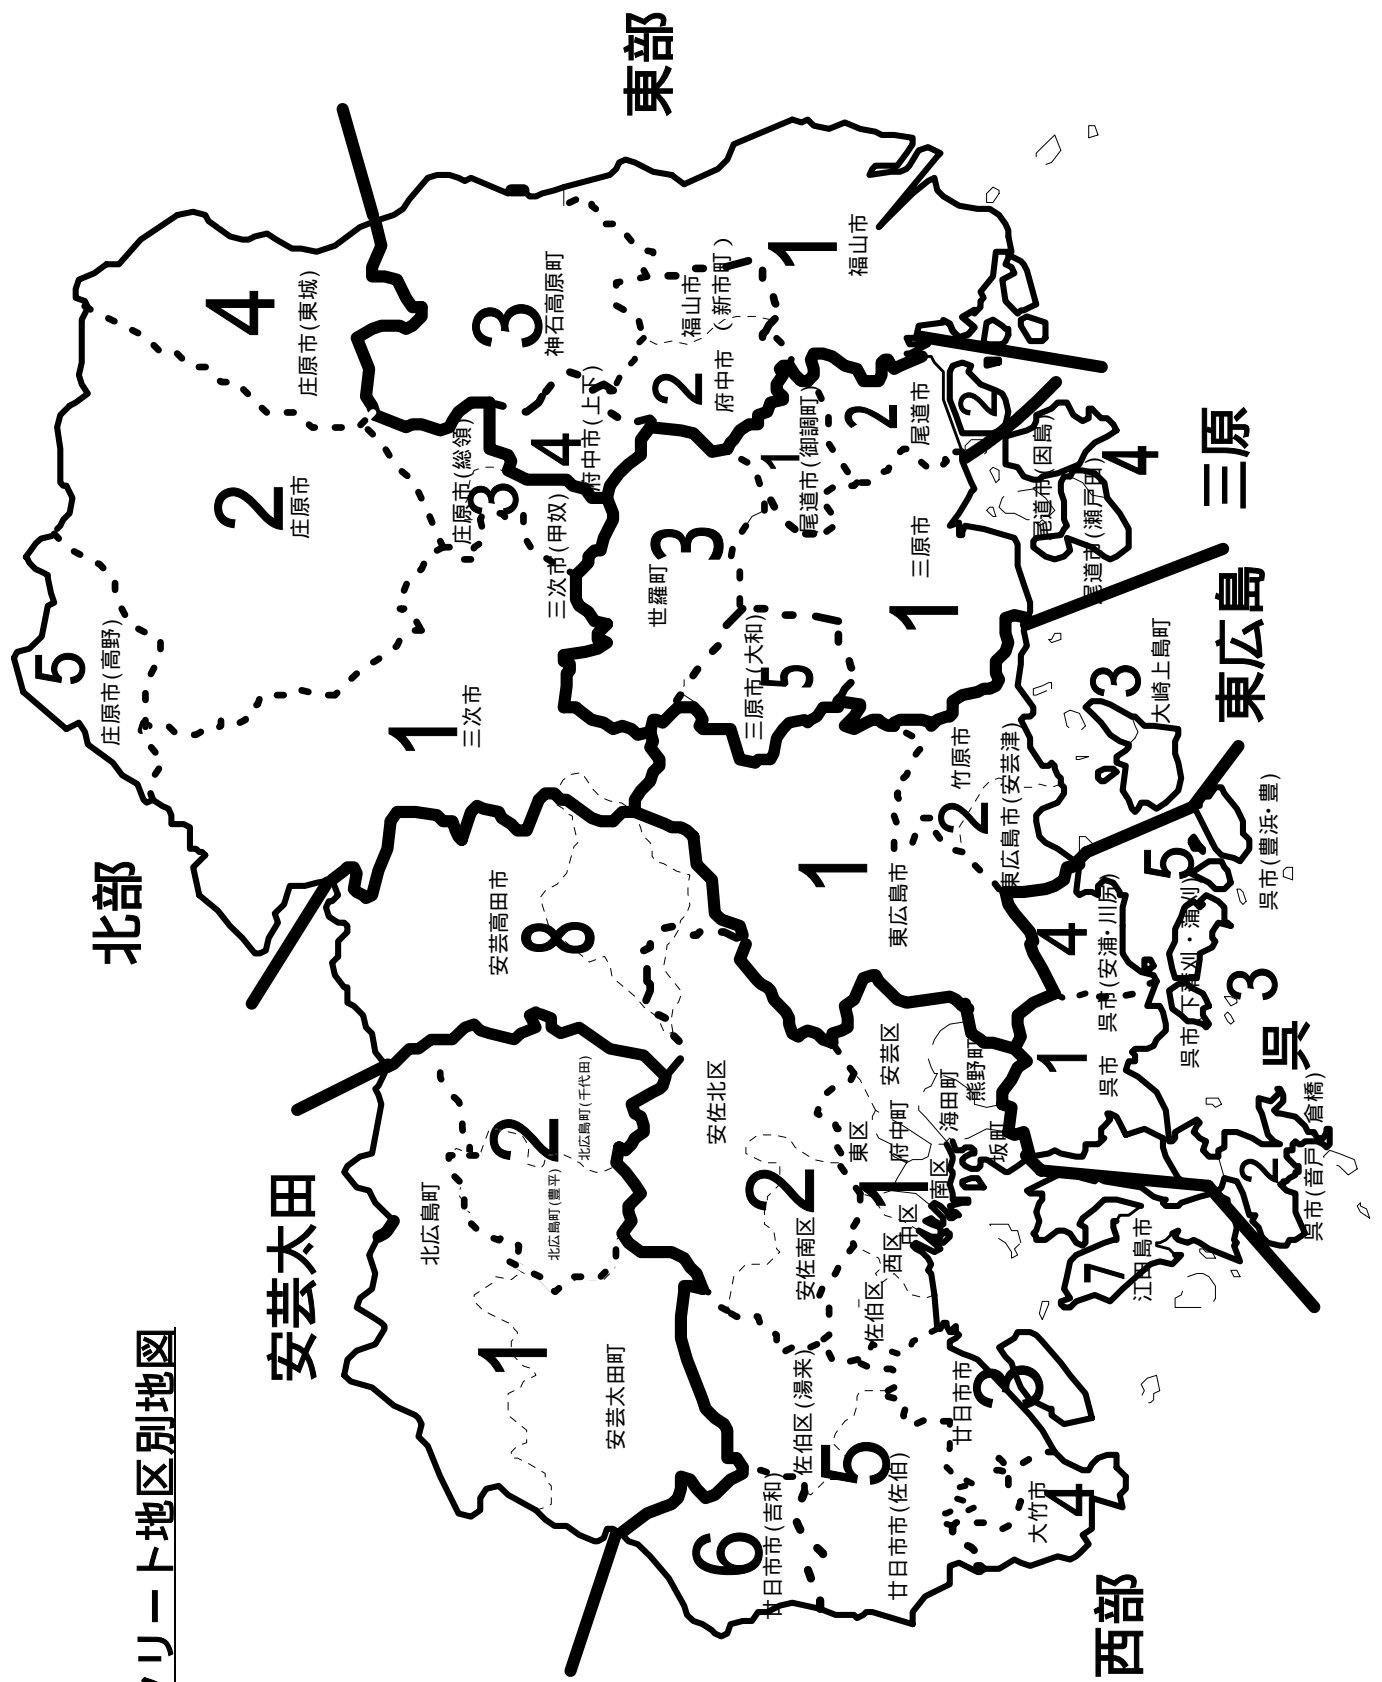 クリート地区別地図
安芸太田
北部
東部
三原
東広島
呉
西部
5
庄原市(高野)
2
庄原市
4
庄原市(東城)
1
三次市
庄原市(総領)
3
三次市(甲奴)
3
神石高原町
4
府中市(上下)
2
府中市
福山市
(新市町)
1
福山市
1
尾道市(御調町)
2
尾道市
2
3
世羅町
5
三原市(大和)
1
三原市
尾道市(因島)
4
尾道市(瀬戸田)
8
安芸高田市
1
東広島市
2
竹原市
東広島市(安芸津)
3
大崎上島町
2
北広島町(千代田)
北広島町
北広島町(豊平)
1
安芸太田町
安佐北区
2
安佐南区
安芸区
東区
府中町
海田町
熊野町
坂町
1
南区
中区
西区
佐伯区
佐伯区(湯来)
6
廿日市市(吉和)
5
廿日市市(佐伯)
廿日市市
3
大竹市
4
7
江田島市
1
呉市
4
呉市(安浦・川尻)
5
呉市(豊浜・豊)
3
呉市(下蒲刈・蒲刈)
2
呉市(音戸・倉橋)